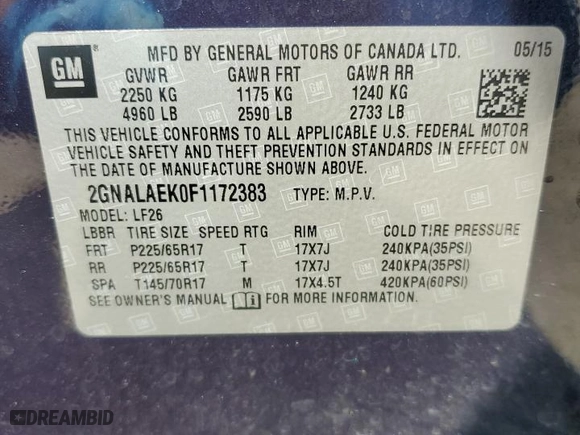 GM
MFD BY GENERAL MOTORS OF CANADA LTD. 05/15
GVWR GAWR FRT GAWR RR
2250 KG 1175 KG 1240 KG
4960 LB 2590 LB 2733 LB
THIS VEHICLE CONFORMS TO ALL APPLICABLE U.S. FEDERAL MOTOR
VEHICLE SAFETY AND THEFT PREVENTION STANDARDS IN EFFECT ON
THE DATE OF MANUFACTURE SHOWN ABOVE.
2GNALAEK0F1172383 TYPE: M.P.V.
MODEL: LF26
LBBR TIRE SIZE SPEED RTG RIM COLD TIRE PRESSURE
FRT P225/65R17 T 17X7J 240KPA(35PSI)
RR P225/65R17 T 17X7J 240KPA(35PSI)
SPA T145/70R17 M 17X4.5T 420KPA(60PSI)
SEE OWNER'S MANUAL FOR MORE INFORMATION.
DREAMBID